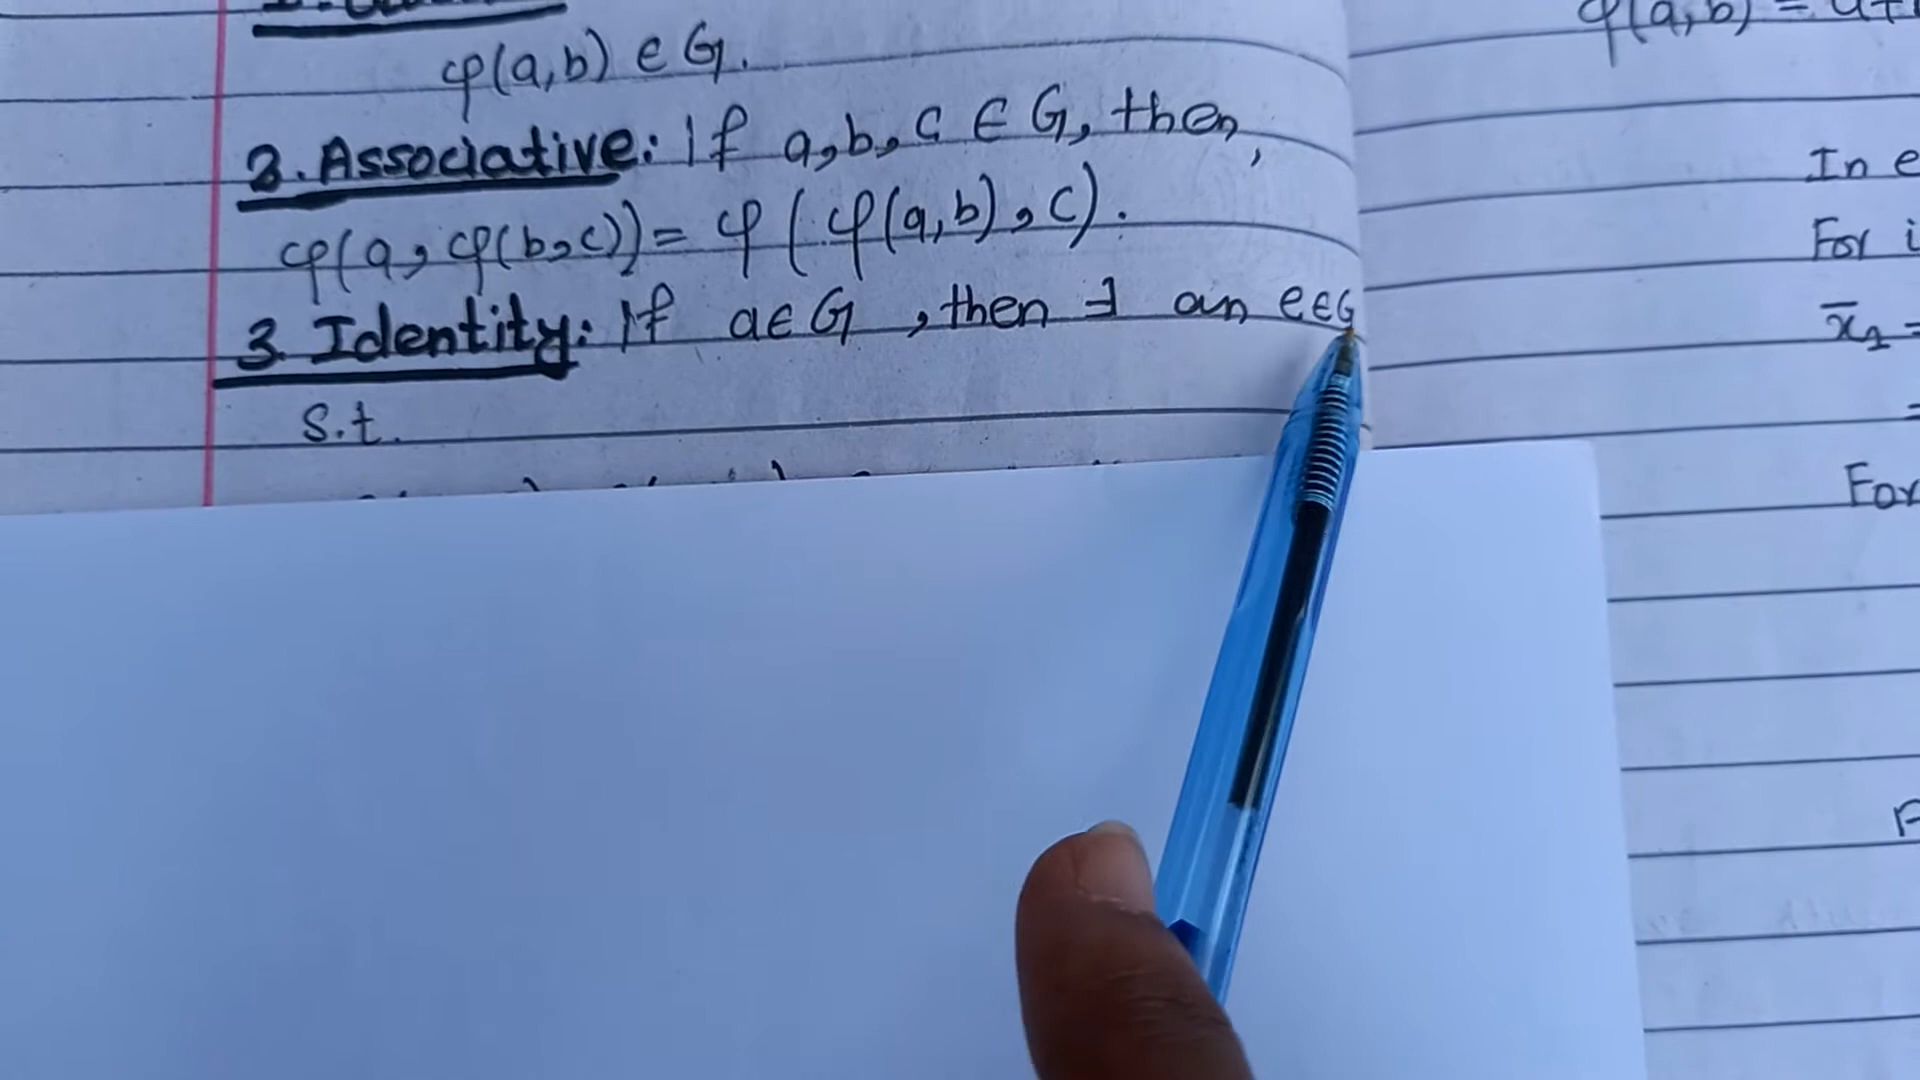 φ(a,b) ∈ G.
2. Associative: If a,b,c ∈ G, then,
φ(a, φ(b,c)) = φ(φ(a,b),c).
3. Identity: If a∈G, then ∃ an e∈G
s.t.
φ(a,b) =
In
For
x̄₁ =
=
For